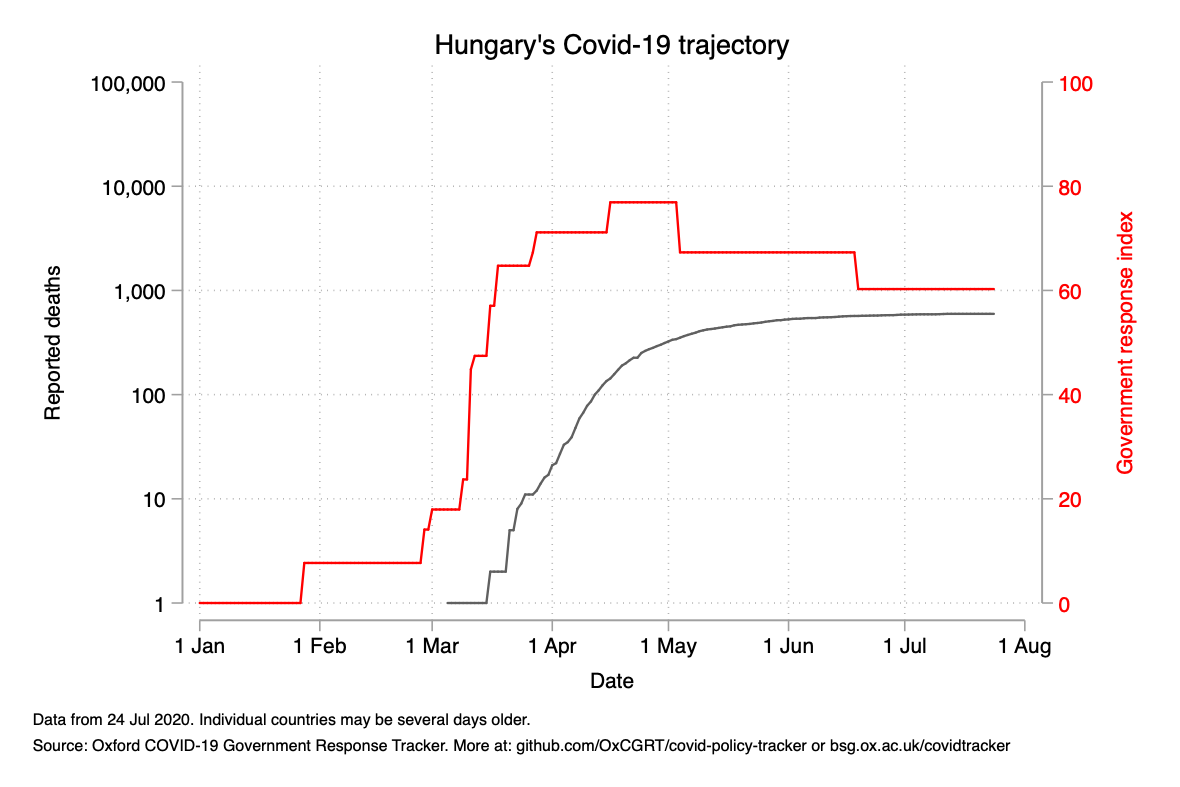 Hungary's Covid-19 trajectory
100,000
10,000
1,000
100
10
1
Reported deaths
100
80
60
40
20
0
Government response index
1 Jan
1 Feb
1 Mar
1 Apr
1 May
1 Jun
1 Jul
1 Aug
Date
Data from 24 Jul 2020. Individual countries may be several days older.
Source: Oxford COVID-19 Government Response Tracker. More at: github.com/OxCGRT/covid-policy-tracker or bsg.ox.ac.uk/covidtracker